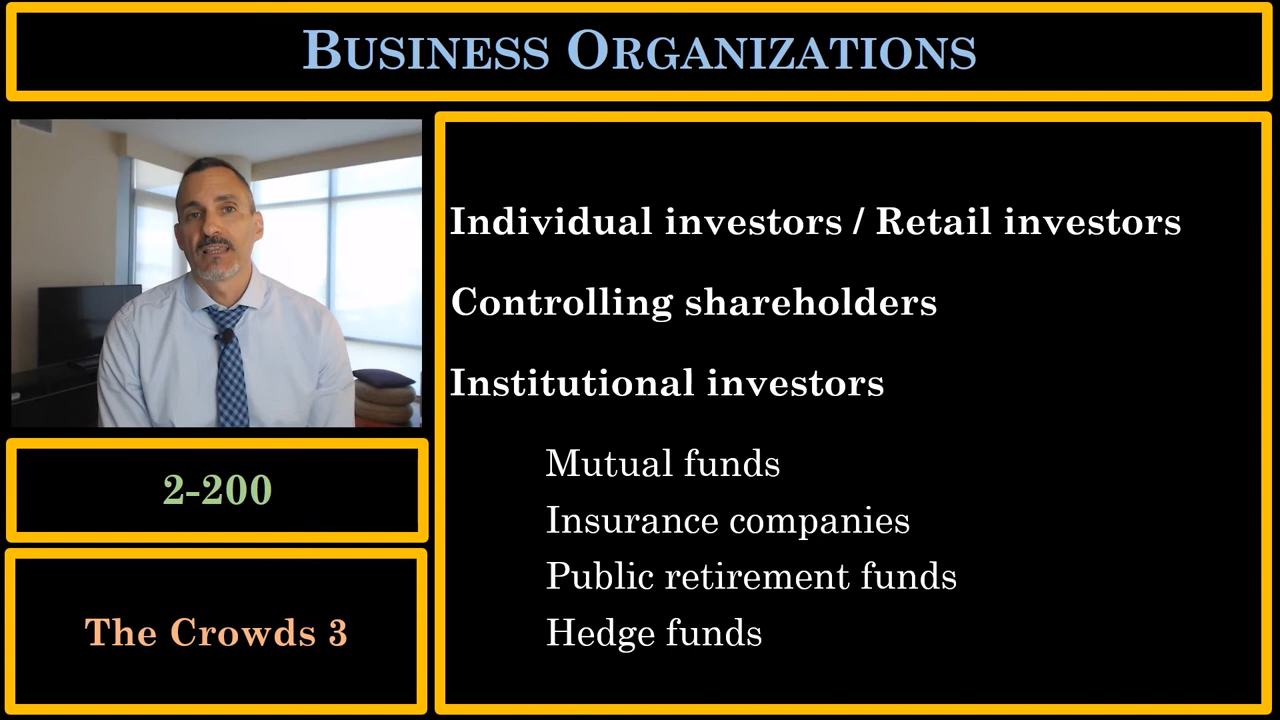 Business Organizations
2-200
The Crowds 3
Individual investors / Retail investors
Controlling shareholders
Institutional investors
Mutual funds
Insurance companies
Public retirement funds
Hedge funds